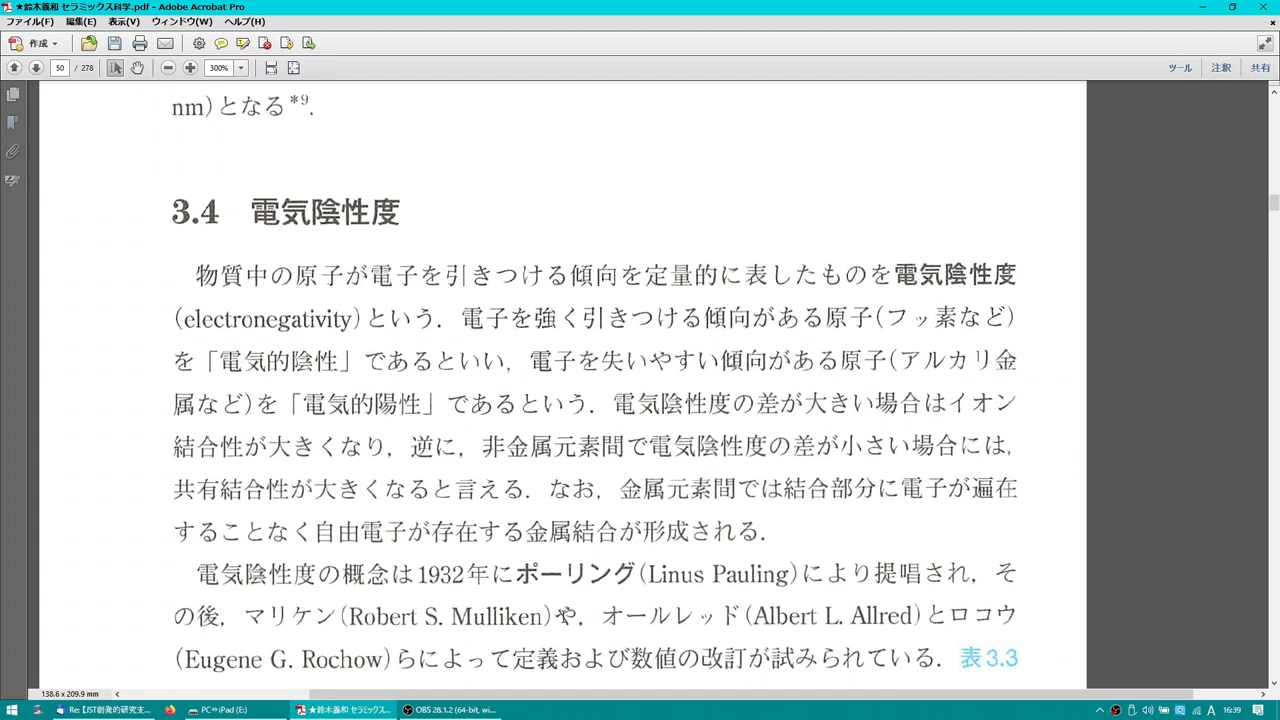 ★鈴木義和 セラミックス科学.pdf - Adobe Acrobat Pro
ファイル(F) 編集(E) 表示(V) ウィンドウ(W) ヘルプ(H)
作成
50 / 278 300% ツール 注釈 共有
nm)となる*9.
3.4 電気陰性度
物質中の原子が電子を引きつける傾向を定量的に表したものを電気陰性度
(electronegativity)という．電子を強く引きつける傾向がある原子(フッ素など)
を「電気的陰性」であるといい，電子を失いやすい傾向がある原子(アルカリ金
属など)を「電気的陽性」であるという．電気陰性度の差が大きい場合はイオン
結合性が大きくなり，逆に，非金属元素間で電気陰性度の差が小さい場合には，
共有結合性が大きくなると言える．なお，金属元素間では結合部分に電子が遍在
することなく自由電子が存在する金属結合が形成される．
電気陰性度の概念は1932年にポーリング(Linus Pauling)により提唱され，そ
の後，マリケン(Robert S. Mulliken)や，オールレッド(Albert L. Allred)とロコウ
(Eugene G. Rochow)らによって定義および数値の改訂が試みられている．表3.3
138.6 x 209.9 mm
Re: 【JST創発的研究支... PC⇔iPad (E:) ★鈴木義和 セラミックス... OBS 28.1.2 (64-bit, wi... A 16:39